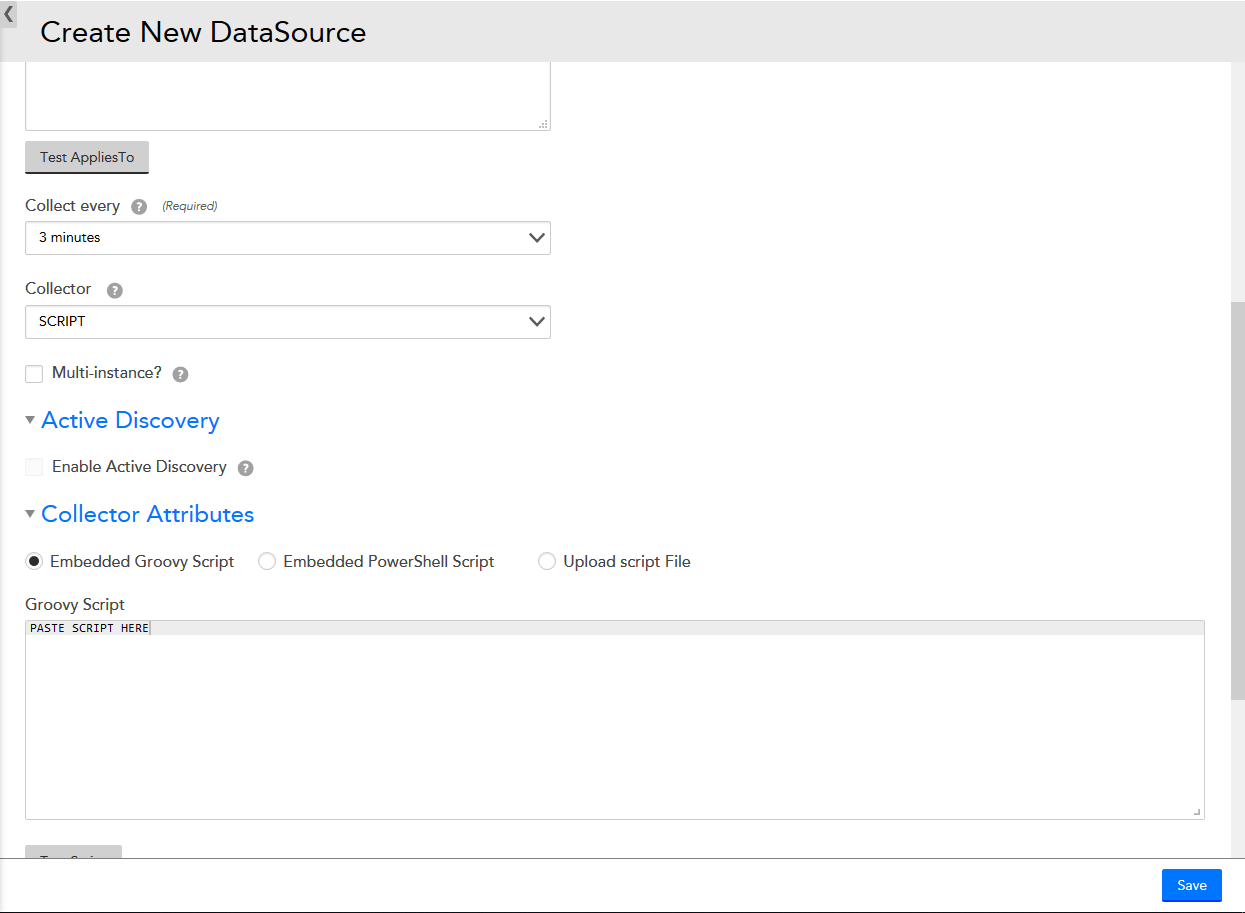 Create New DataSource
Test AppliesTo
Collect every ? (Required)
3 minutes
Collector ?
SCRIPT
Multi-instance? ?
Active Discovery
Enable Active Discovery ?
Collector Attributes
Embedded Groovy Script Embedded PowerShell Script Upload script File
Groovy Script
PASTE SCRIPT HERE
Save